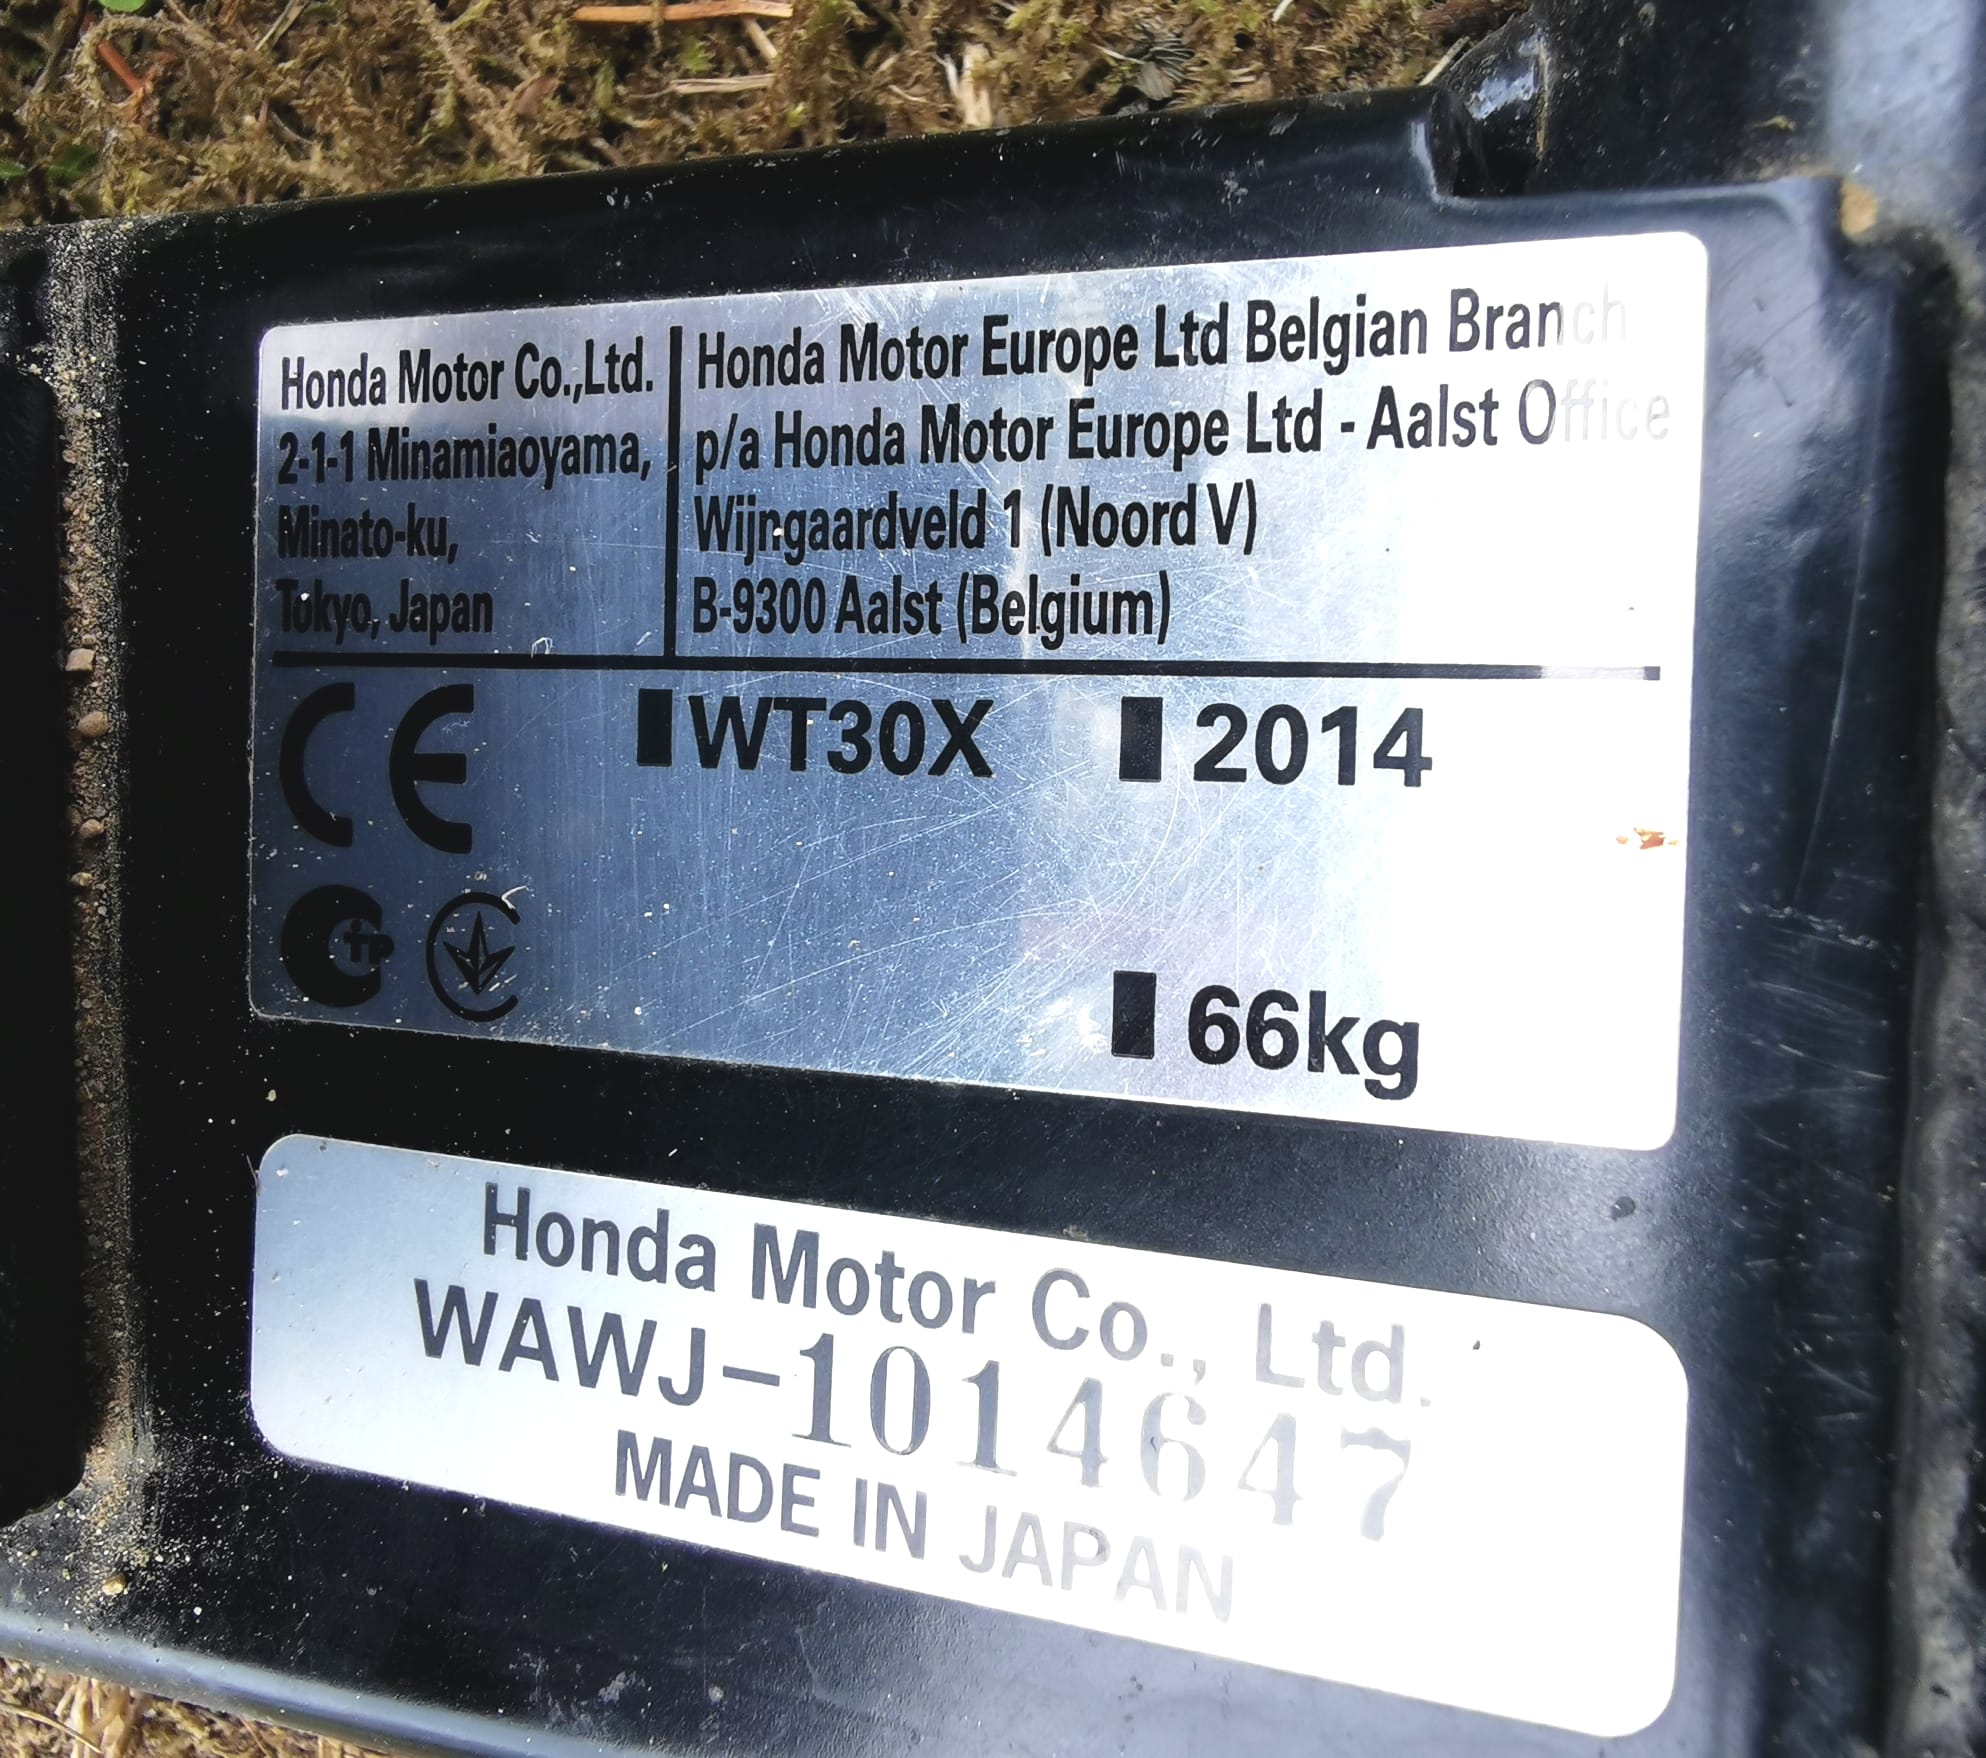 Honda Motor Co.,Ltd.
2-1-1 Minamiaoyama,
Minato-ku,
Tokyo, Japan
Honda Motor Europe Ltd Belgian Branch
p/a Honda Motor Europe Ltd - Aalst Office
Wijngaardveld 1 (Noord V)
B-9300 Aalst (Belgium)
CE
WT30X
2014
66kg
Honda Motor Co., Ltd.
WAWJ-1014647
MADE IN JAPAN